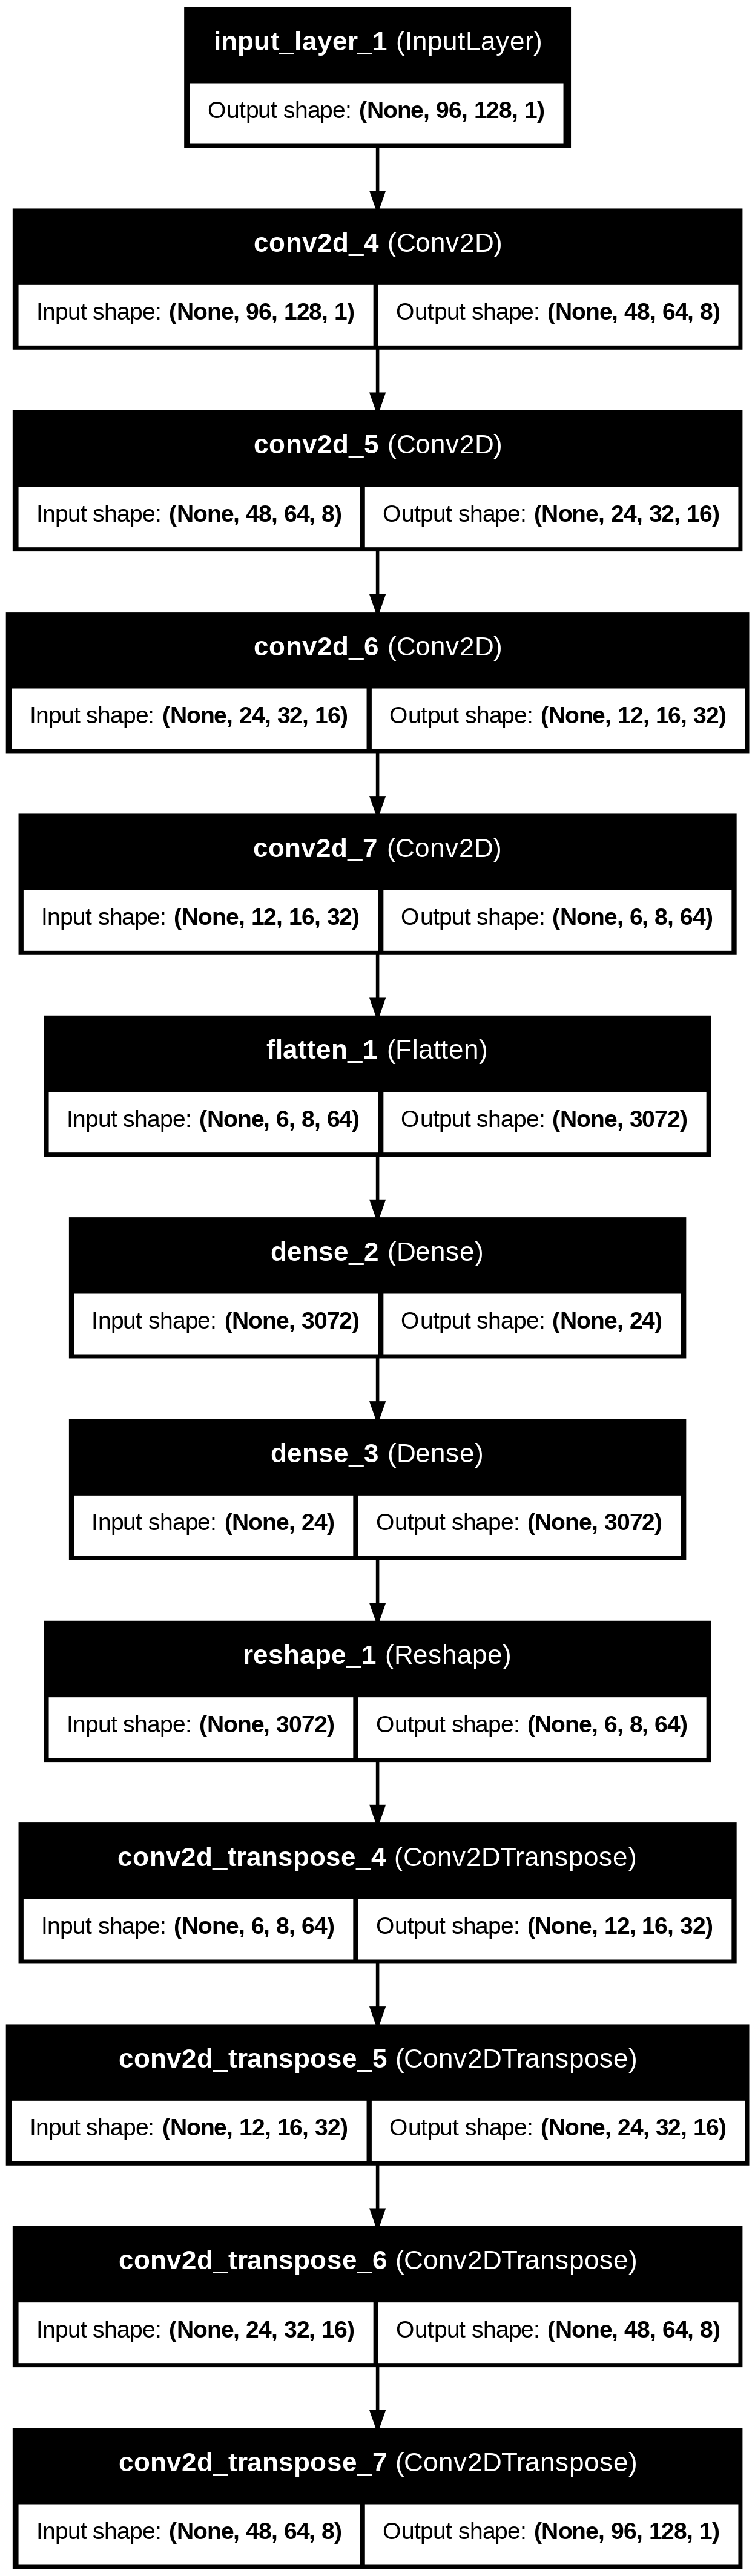 input_layer_1 (InputLayer)
Output shape: (None, 96, 128, 1)
conv2d_4 (Conv2D)
Input shape: (None, 96, 128, 1) Output shape: (None, 48, 64, 8)
conv2d_5 (Conv2D)
Input shape: (None, 48, 64, 8) Output shape: (None, 24, 32, 16)
conv2d_6 (Conv2D)
Input shape: (None, 24, 32, 16) Output shape: (None, 12, 16, 32)
conv2d_7 (Conv2D)
Input shape: (None, 12, 16, 32) Output shape: (None, 6, 8, 64)
flatten_1 (Flatten)
Input shape: (None, 6, 8, 64) Output shape: (None, 3072)
dense_2 (Dense)
Input shape: (None, 3072) Output shape: (None, 24)
dense_3 (Dense)
Input shape: (None, 24) Output shape: (None, 3072)
reshape_1 (Reshape)
Input shape: (None, 3072) Output shape: (None, 6, 8, 64)
conv2d_transpose_4 (Conv2DTranspose)
Input shape: (None, 6, 8, 64) Output shape: (None, 12, 16, 32)
conv2d_transpose_5 (Conv2DTranspose)
Input shape: (None, 12, 16, 32) Output shape: (None, 24, 32, 16)
conv2d_transpose_6 (Conv2DTranspose)
Input shape: (None, 24, 32, 16) Output shape: (None, 48, 64, 8)
conv2d_transpose_7 (Conv2DTranspose)
Input shape: (None, 48, 64, 8) Output shape: (None, 96, 128, 1)